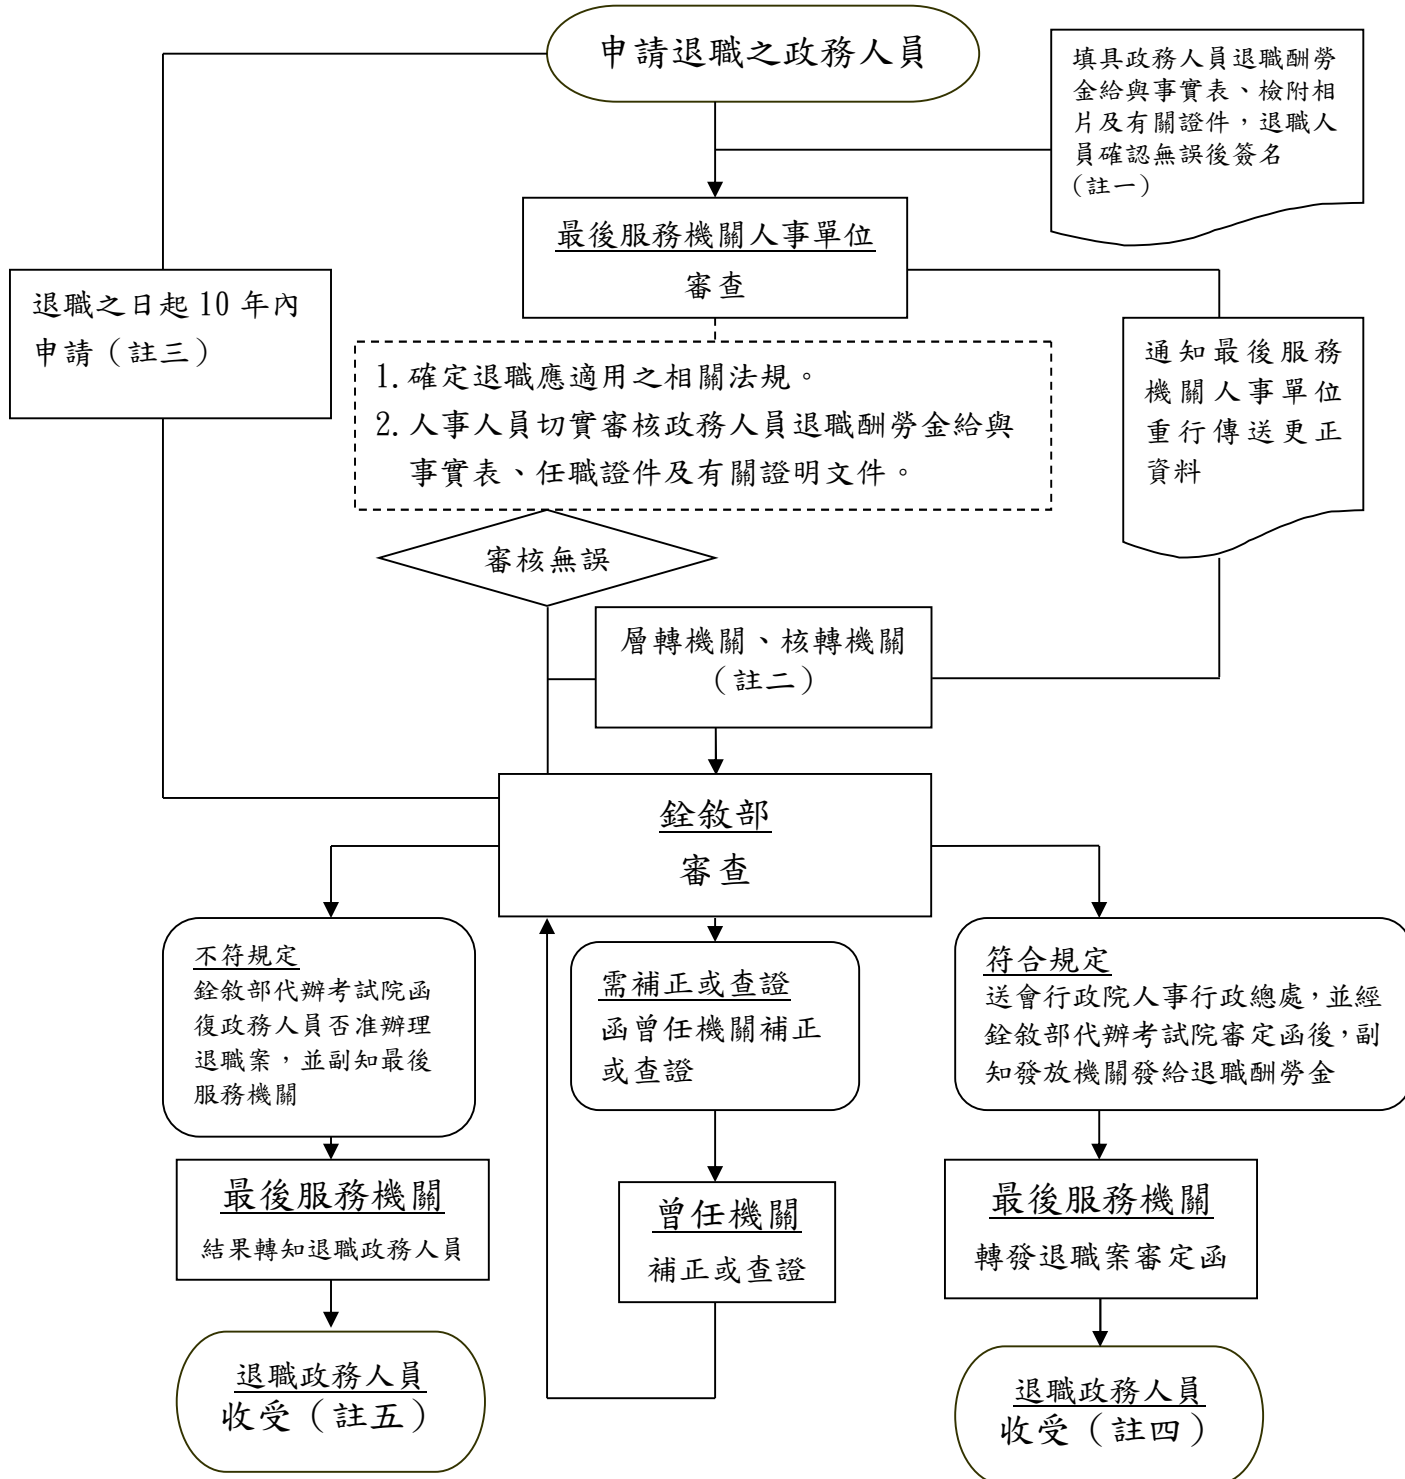 申請退職之政務人員
填具政務人員退職酬勞
金給與事實表、檢附相
片及有關證件，退職人
員確認無誤後簽名
(註一)
最後服務機關人事單位
審查
退職之日起 10 年內
申請（註三）
1. 確定退職應適用之相關法規。
2. 人事人員切實審核政務人員退職酬勞金給與
事實表、任職證件及有關證明文件。
通知最後服務
機關人事單位
重行傳送更正
資料
審核無誤
層轉機關、核轉機關
（註二）
銓敘部
審查
不符規定
銓敘部代辦考試院函
復政務人員否准辦理
退職案，並副知最後
服務機關
需補正或查證
函曾任機關補正
或查證
符合規定
送會行政院人事行政總處，並經
銓敘部代辦考試院審定函後，副
知發放機關發給退職酬勞金
最後服務機關
結果轉知退職政務人員
曾任機關
補正或查證
最後服務機關
轉發退職案審定函
退職政務人員
收受（註五）
退職政務人員
收受（註四）